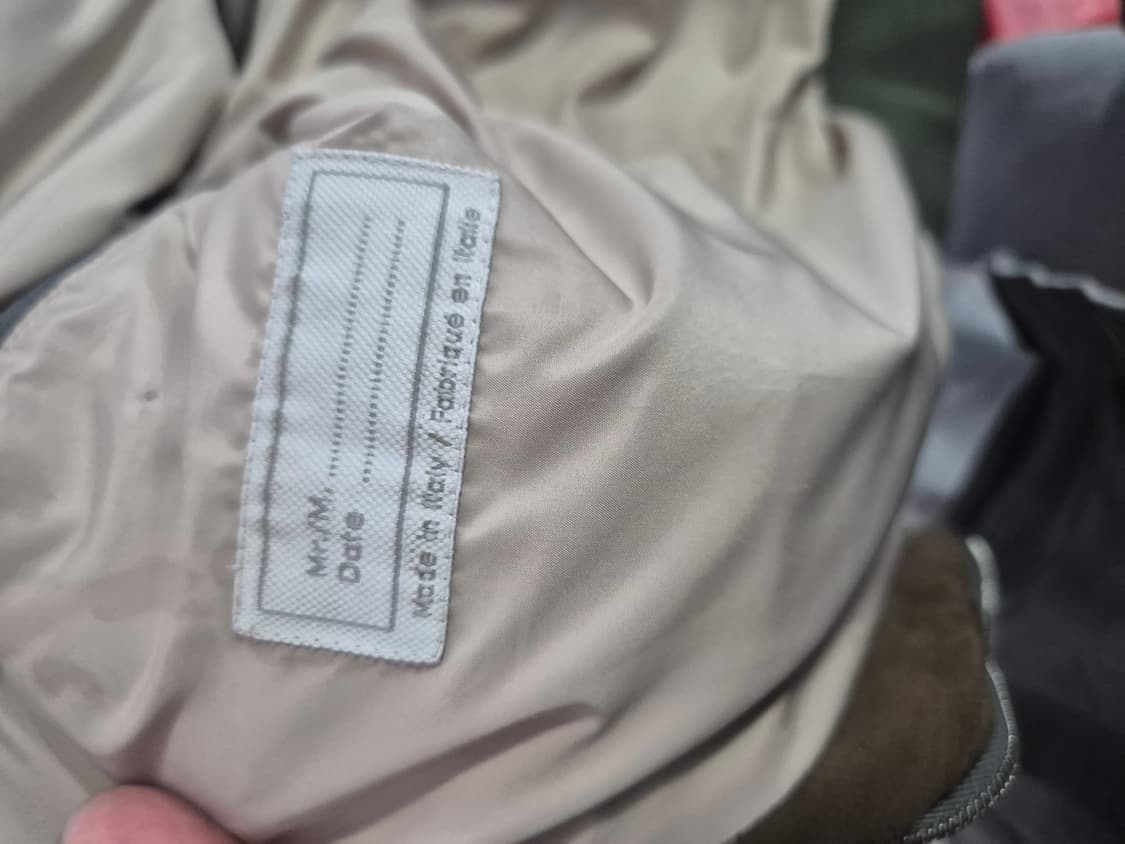 Mr./M. ....................
Date ....................
Made in Italy / Fabriqué en Italie